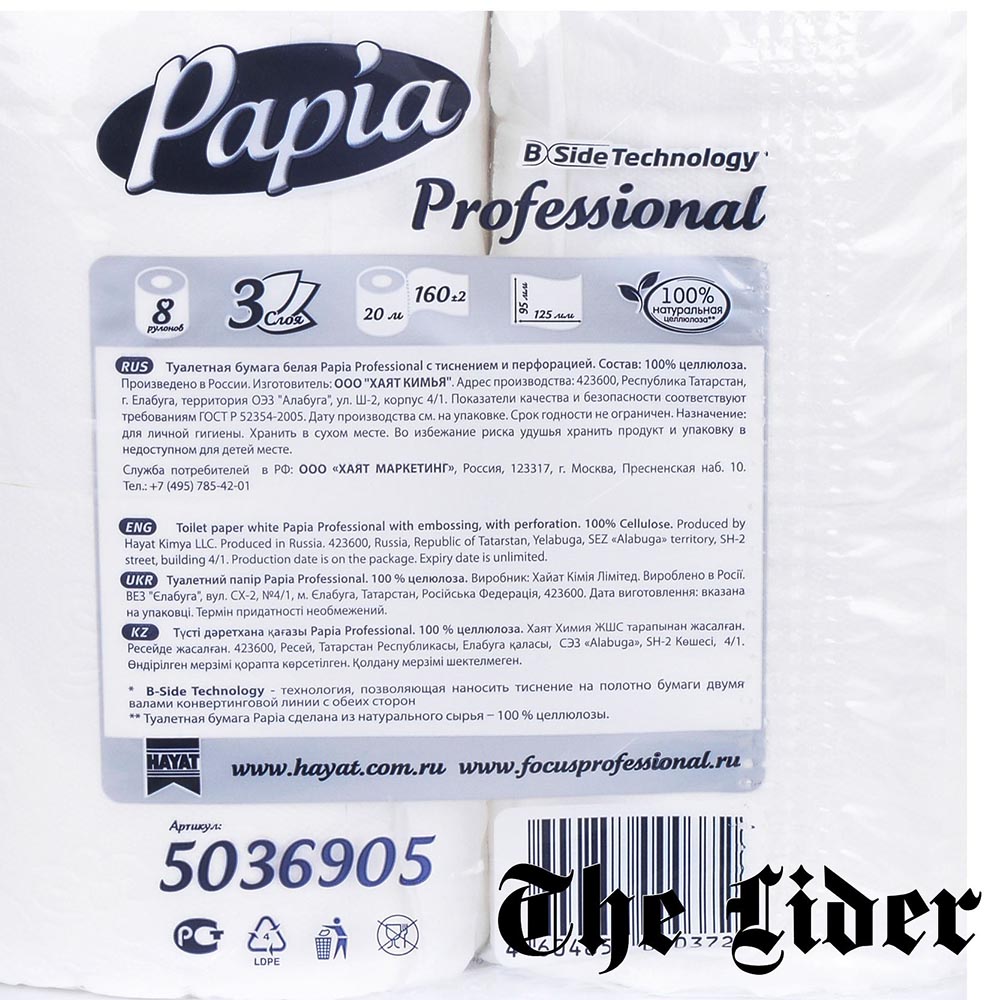 Papia
B-Side Technology*
Professional
8 рулонов
3 Слоя
20 м
160±2
95 мм
125 мм
100% натуральная целлюлоза**
RUS Туалетная бумага белая Papia Professional с тиснением и перфорацией. Состав: 100% целлюлоза.
Произведено в России. Изготовитель: ООО "ХАЯТ КИМЬЯ". Адрес производства: 423600, Республика Татарстан,
г. Елабуга, территория ОЭЗ "Алабуга", ул. Ш-2, корпус 4/1. Показатели качества и безопасности соответствуют
требованиям ГОСТ Р 52354-2005. Дату производства см. на упаковке. Срок годности не ограничен. Назначение:
для личной гигиены. Хранить в сухом месте. Во избежание риска удушья хранить продукт и упаковку в
недоступном для детей месте.
Служба потребителей в РФ: ООО «ХАЯТ МАРКЕТИНГ», Россия, 123317, г. Москва, Пресненская наб. 10.
Тел.: +7 (495) 785-42-01
ENG Toilet paper white Papia Professional with embossing, with perforation. 100% Cellulose. Produced by
Hayat Kimya LLC. Produced in Russia. 423600, Russia, Republic of Tatarstan, Yelabuga, SEZ «Alabuga» territory, SH-2
street, building 4/1. Production date is on the package. Expiry date is unlimited.
UKR Туалетний папір Papia Professional. 100 % целюлоза. Виробник: Хайат Кімія Лімітед. Вироблено в Росії.
ВЕЗ "Єлабуга", вул. СХ-2, №4/1, м. Єлабуга, Татарстан, Російська Федерація, 423600. Дата виготовлення: вказана
на упаковці. Термін придатності необмежений.
KZ Түсті дәретхана қағазы Papia Professional. 100 % целлюлоза. Хаят Химия ЖШС тарапынан жасалған.
Ресейде жасалған. 423600, Ресей, Татарстан Республикасы, Елабуга қаласы, СЭЗ «Alabuga», SH-2 Көшесі, 4/1.
Өндірілген мерзімі қорапта көрсетілген. Қолдану мерзімі шектелмеген.
* B-Side Technology - технология, позволяющая наносить тиснение на полотно бумаги двумя
валами конвертинговой линии с обеих сторон
** Туалетная бумага Papia сделана из натурального сырья – 100 % целлюлозы.
HAYAT
www.hayat.com.ru www.focusprofessional.ru
Артикул:
5036905
РСТ
4
LDPE
The Lider